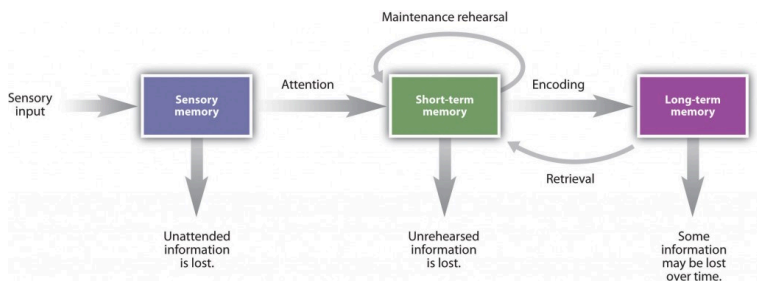 Maintenance rehearsal
Sensory
input
Sensory
memory
Attention
Short-term
memory
Encoding
Long-term
memory
Retrieval
Unattended
information
is lost.
Unrehearsed
information
is lost.
Some
information
may be lost
over time.